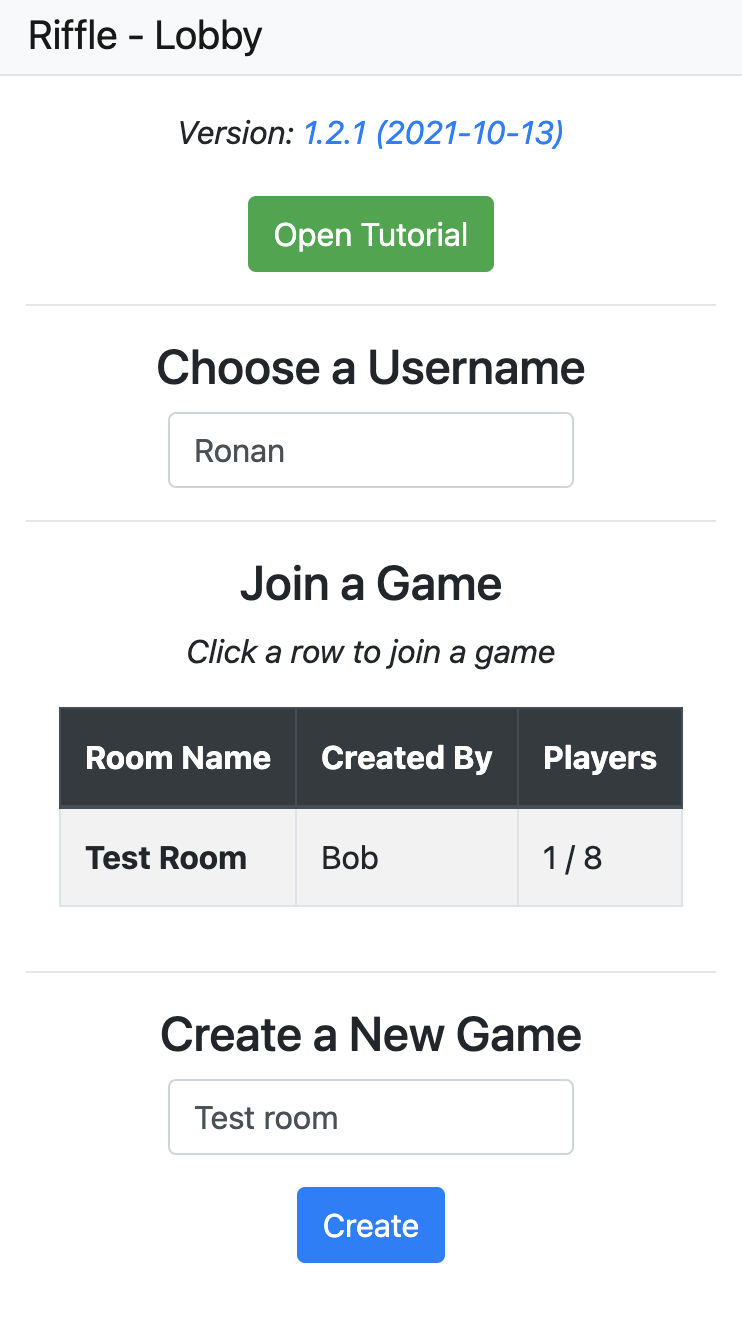 Riffle - Lobby
Version: 1.2.1 (2021-10-13)
Open Tutorial
Choose a Username
Ronan
Join a Game
Click a row to join a game
Room Name Created By Players
Test Room Bob 1 / 8
Create a New Game
Test room
Create